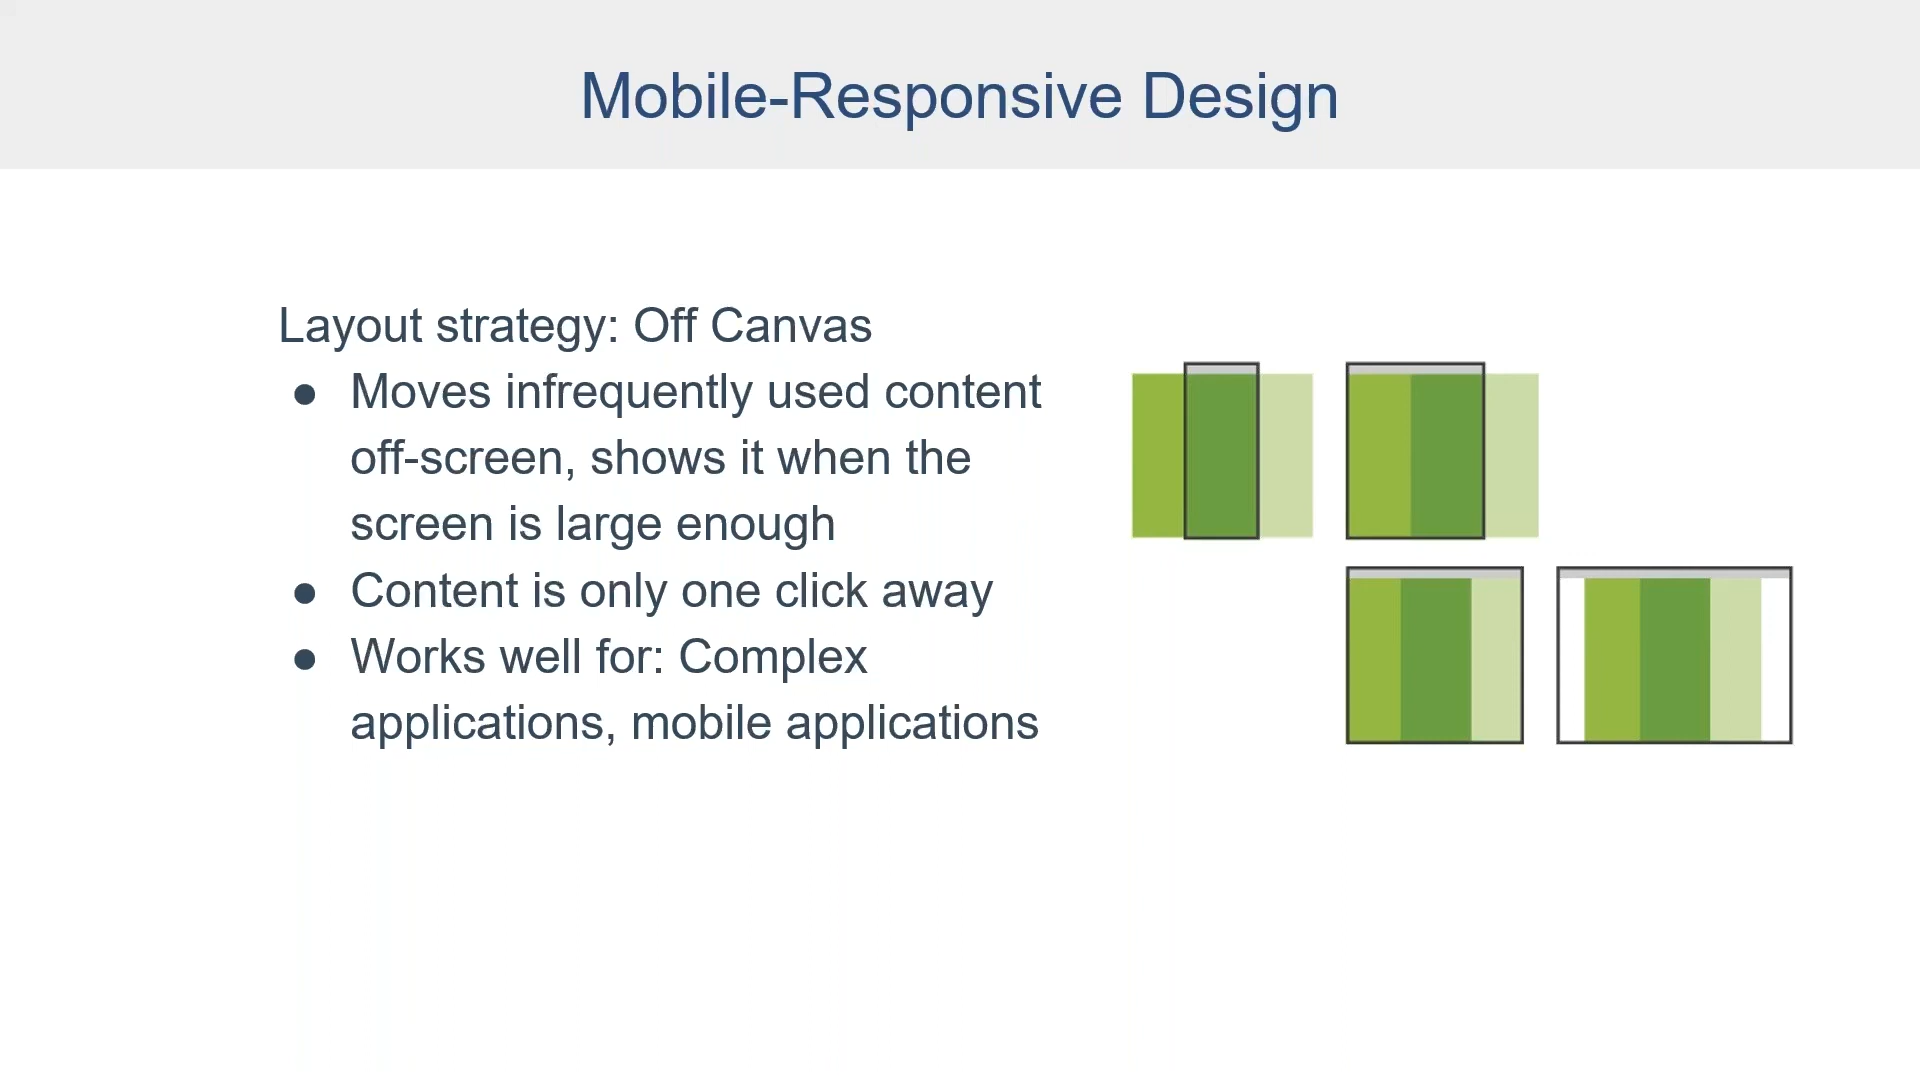 Mobile-Responsive Design
Layout strategy: Off Canvas
● Moves infrequently used content
off-screen, shows it when the
screen is large enough
● Content is only one click away
● Works well for: Complex
applications, mobile applications